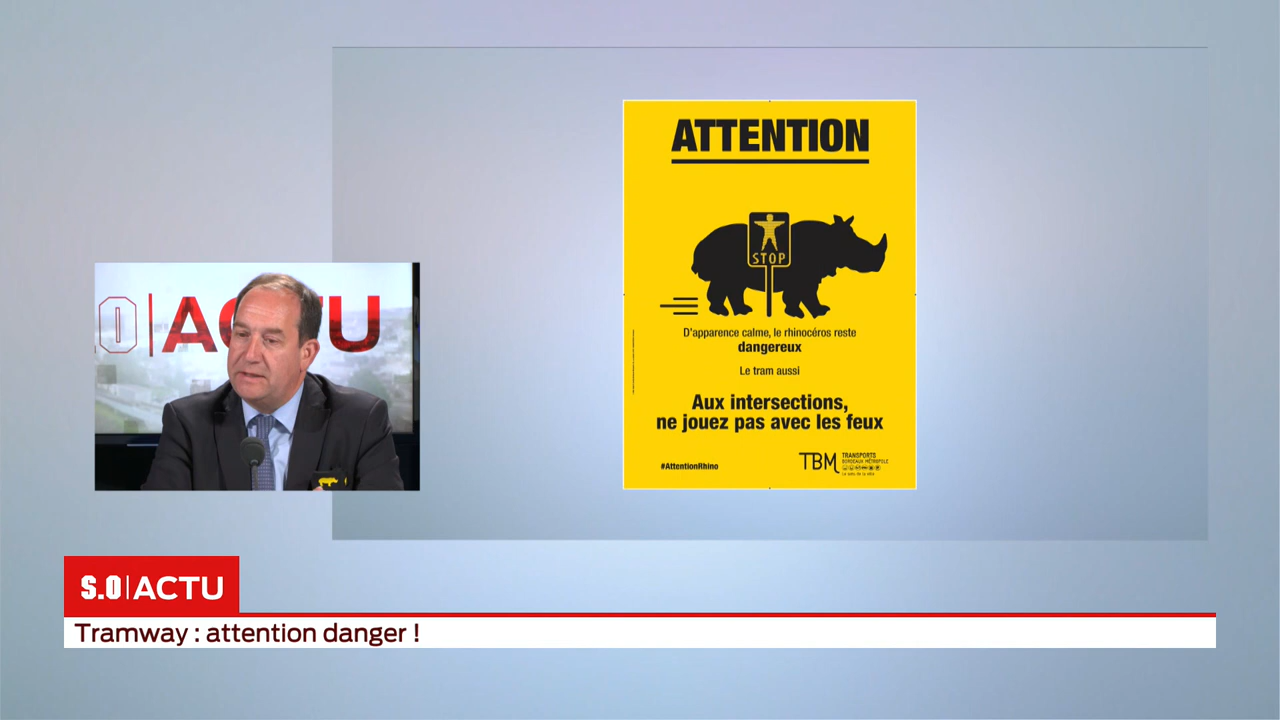 ATTENTION
STOP
D'apparence calme, le rhinocéros reste
dangereux
Le tram aussi
Aux intersections,
ne jouez pas avec les feux
#AttentionRhino
TBM
TRANSPORTS
BORDEAUX MÉTROPOLE
.O|ACTU
S.O|ACTU
Tramway : attention danger !